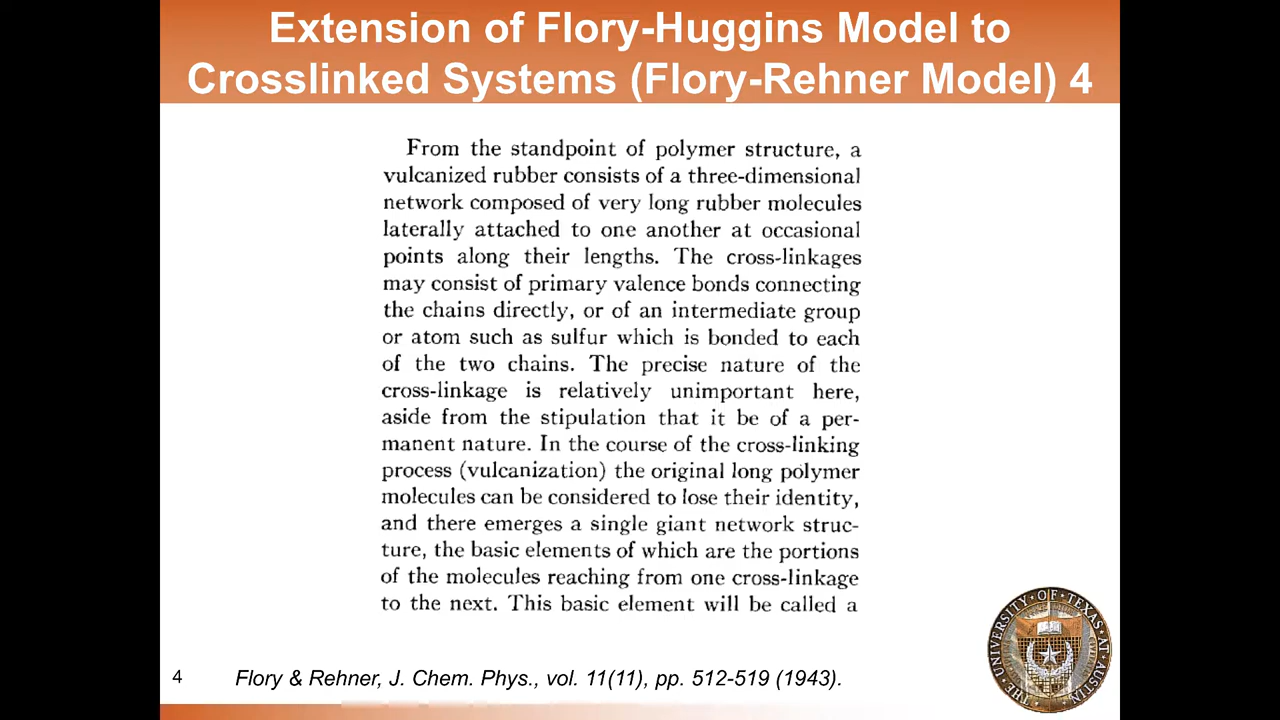 Extension of Flory-Huggins Model to
Crosslinked Systems (Flory-Rehner Model) 4
From the standpoint of polymer structure, a
vulcanized rubber consists of a three-dimensional
network composed of very long rubber molecules
laterally attached to one another at occasional
points along their lengths. The cross-linkages
may consist of primary valence bonds connecting
the chains directly, or of an intermediate group
or atom such as sulfur which is bonded to each
of the two chains. The precise nature of the
cross-linkage is relatively unimportant here,
aside from the stipulation that it be of a per-
manent nature. In the course of the cross-linking
process (vulcanization) the original long polymer
molecules can be considered to lose their identity,
and there emerges a single giant network struc-
ture, the basic elements of which are the portions
of the molecules reaching from one cross-linkage
to the next. This basic element will be called a
4
Flory & Rehner, J. Chem. Phys., vol. 11(11), pp. 512-519 (1943).
THE UNIVERSITY OF TEXAS AT AUSTIN